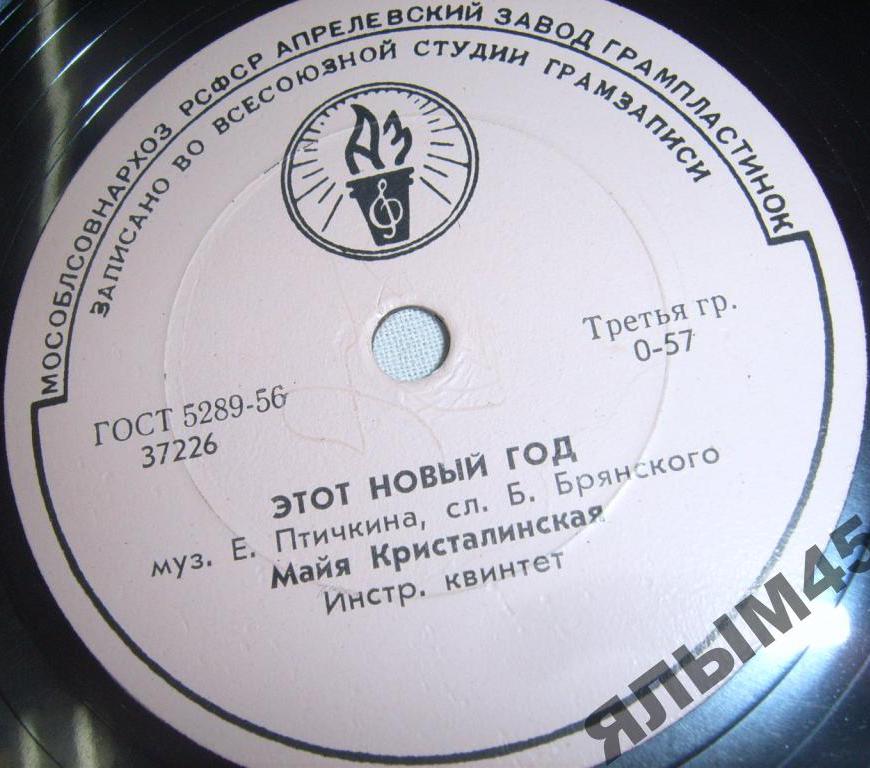 МОСОБЛСОВНАРХОЗ РСФСР АПРЕЛЕВСКИЙ ЗАВОД ГРАМПЛАСТИНОК
ЗАПИСАНО ВО ВСЕСОЮЗНОЙ СТУДИИ ГРАМЗАПИСИ
АЗ
Третья гр.
0-57
ГОСТ 5289-56
37226
ЭТОТ НОВЫЙ ГОД
муз. Е. Птичкина, сл. Б. Брянского
Майя Кристалинская
Инстр. квинтет
ЯЛЫМ45